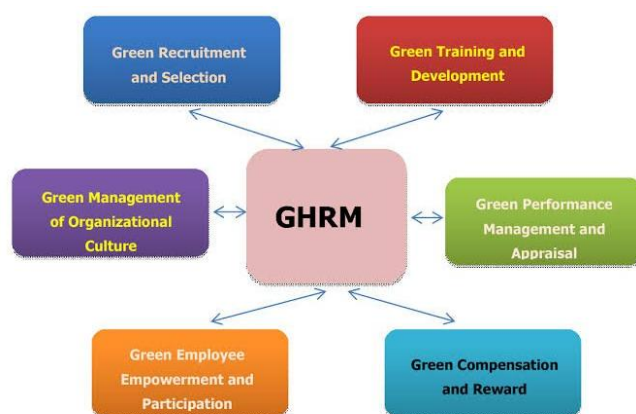 Green Recruitment
and Selection
Green Training and
Development
Green Management
of Organizational
Culture
GHRM
Green Performance
Management and
Appraisal
Green Employee
Empowerment and
Participation
Green Compensation
and Reward